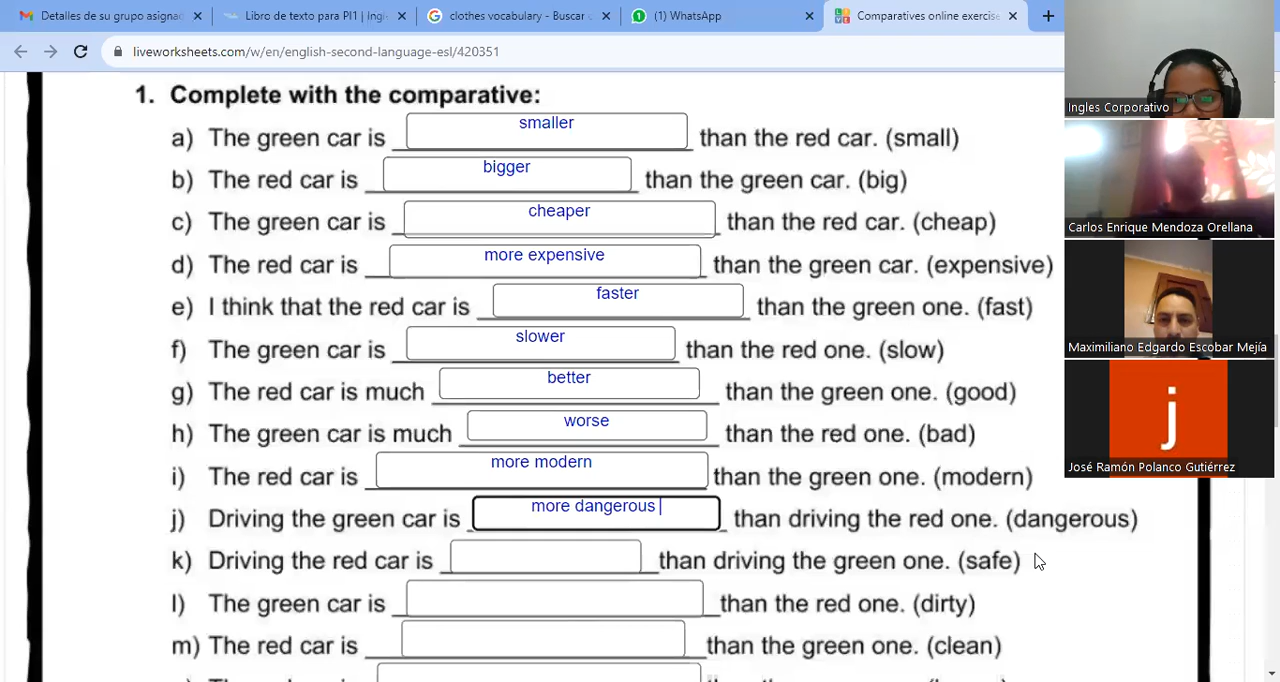 Detalles de su grupo asignad
Libro de texto para PI1 | Ingl
clothes vocabulary - Buscar c
(1) WhatsApp
Comparatives online exercise
liveworksheets.com/w/en/english-second-language-esl/420351
1. Complete with the comparative:
a) The green car is smaller than the red car. (small)
b) The red car is bigger than the green car. (big)
c) The green car is cheaper than the red car. (cheap)
d) The red car is more expensive than the green car. (expensive)
e) I think that the red car is faster than the green one. (fast)
f) The green car is slower than the red one. (slow)
g) The red car is much better than the green one. (good)
h) The green car is much worse than the red one. (bad)
i) The red car is more modern than the green one. (modern)
j) Driving the green car is more dangerous than driving the red one. (dangerous)
k) Driving the red car is than driving the green one. (safe)
l) The green car is than the red one. (dirty)
m) The red car is than the green one. (clean)
Ingles Corporativo
Carlos Enrique Mendoza Orellana
Maximiliano Edgardo Escobar Mejía
j
José Ramón Polanco Gutiérrez